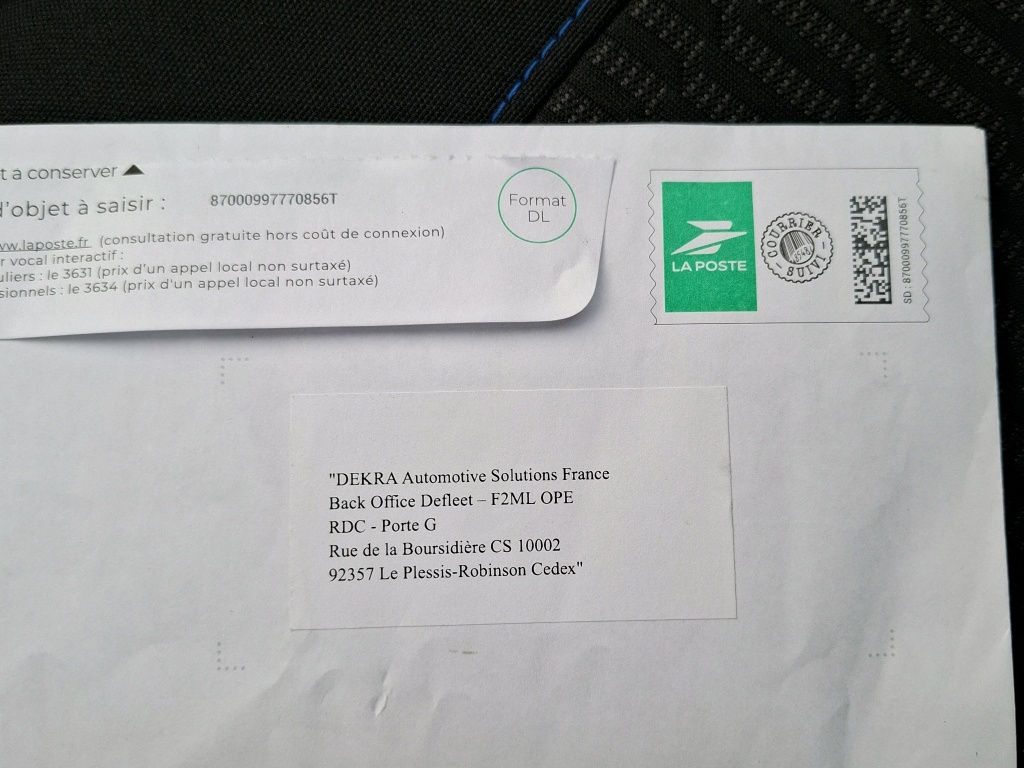 t a conserver
d'objet à saisir : 87000997770856T
ww.laposte.fr (consultation gratuite hors coût de connexion)
r vocal interactif :
uliers : le 3631 (prix d'un appel local non surtaxé)
sionnels : le 3634 (prix d'un appel local non surtaxé)
Format
DL
LA POSTE
COURRIER
SUIVI
SD : 87000997770856T
"DEKRA Automotive Solutions France
Back Office Defleet – F2ML OPE
RDC - Porte G
Rue de la Boursidière CS 10002
92357 Le Plessis-Robinson Cedex"